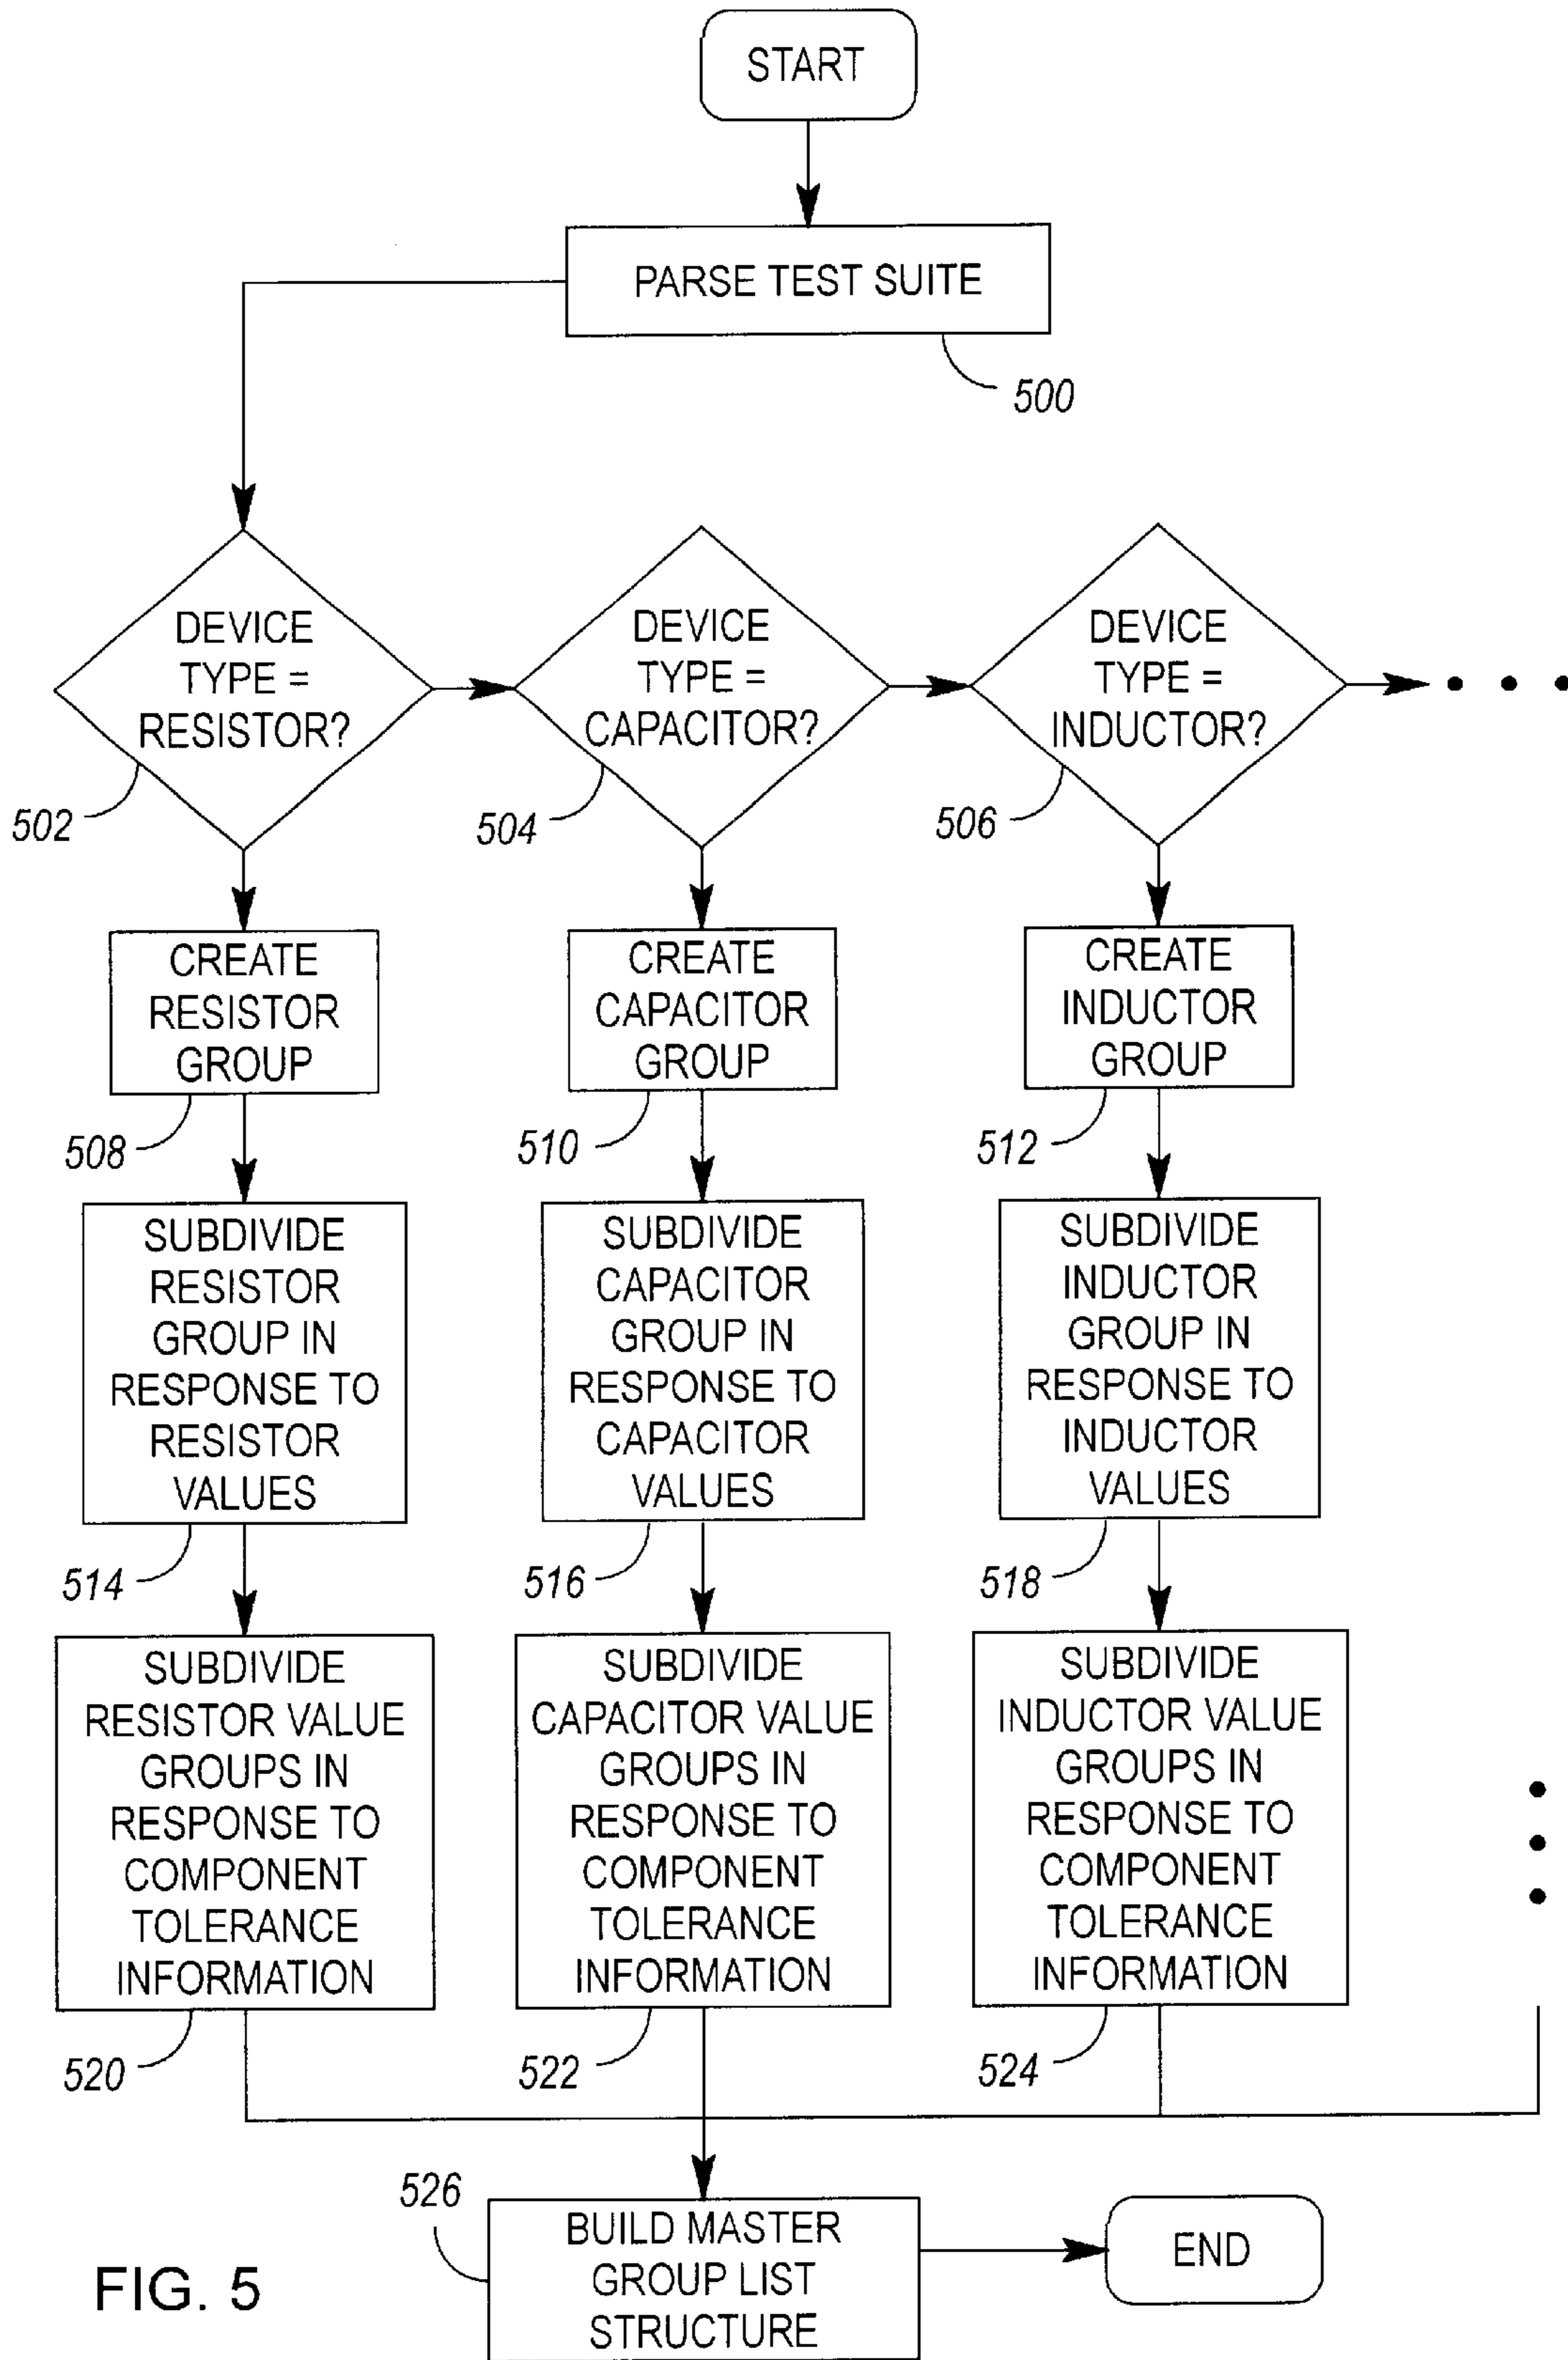 START
PARSE TEST SUITE
500
DEVICE
TYPE =
RESISTOR?
502
DEVICE
TYPE =
CAPACITOR?
504
DEVICE
TYPE =
INDUCTOR?
506
CREATE
RESISTOR
GROUP
508
CREATE
CAPACITOR
GROUP
510
CREATE
INDUCTOR
GROUP
512
SUBDIVIDE
RESISTOR
GROUP IN
RESPONSE TO
RESISTOR
VALUES
514
SUBDIVIDE
CAPACITOR
GROUP IN
RESPONSE TO
CAPACITOR
VALUES
516
SUBDIVIDE
INDUCTOR
GROUP IN
RESPONSE TO
INDUCTOR
VALUES
518
SUBDIVIDE
RESISTOR VALUE
GROUPS IN
RESPONSE TO
COMPONENT
TOLERANCE
INFORMATION
520
SUBDIVIDE
CAPACITOR VALUE
GROUPS IN
RESPONSE TO
COMPONENT
TOLERANCE
INFORMATION
522
SUBDIVIDE
INDUCTOR VALUE
GROUPS IN
RESPONSE TO
COMPONENT
TOLERANCE
INFORMATION
524
526
BUILD MASTER
GROUP LIST
STRUCTURE
END
FIG. 5